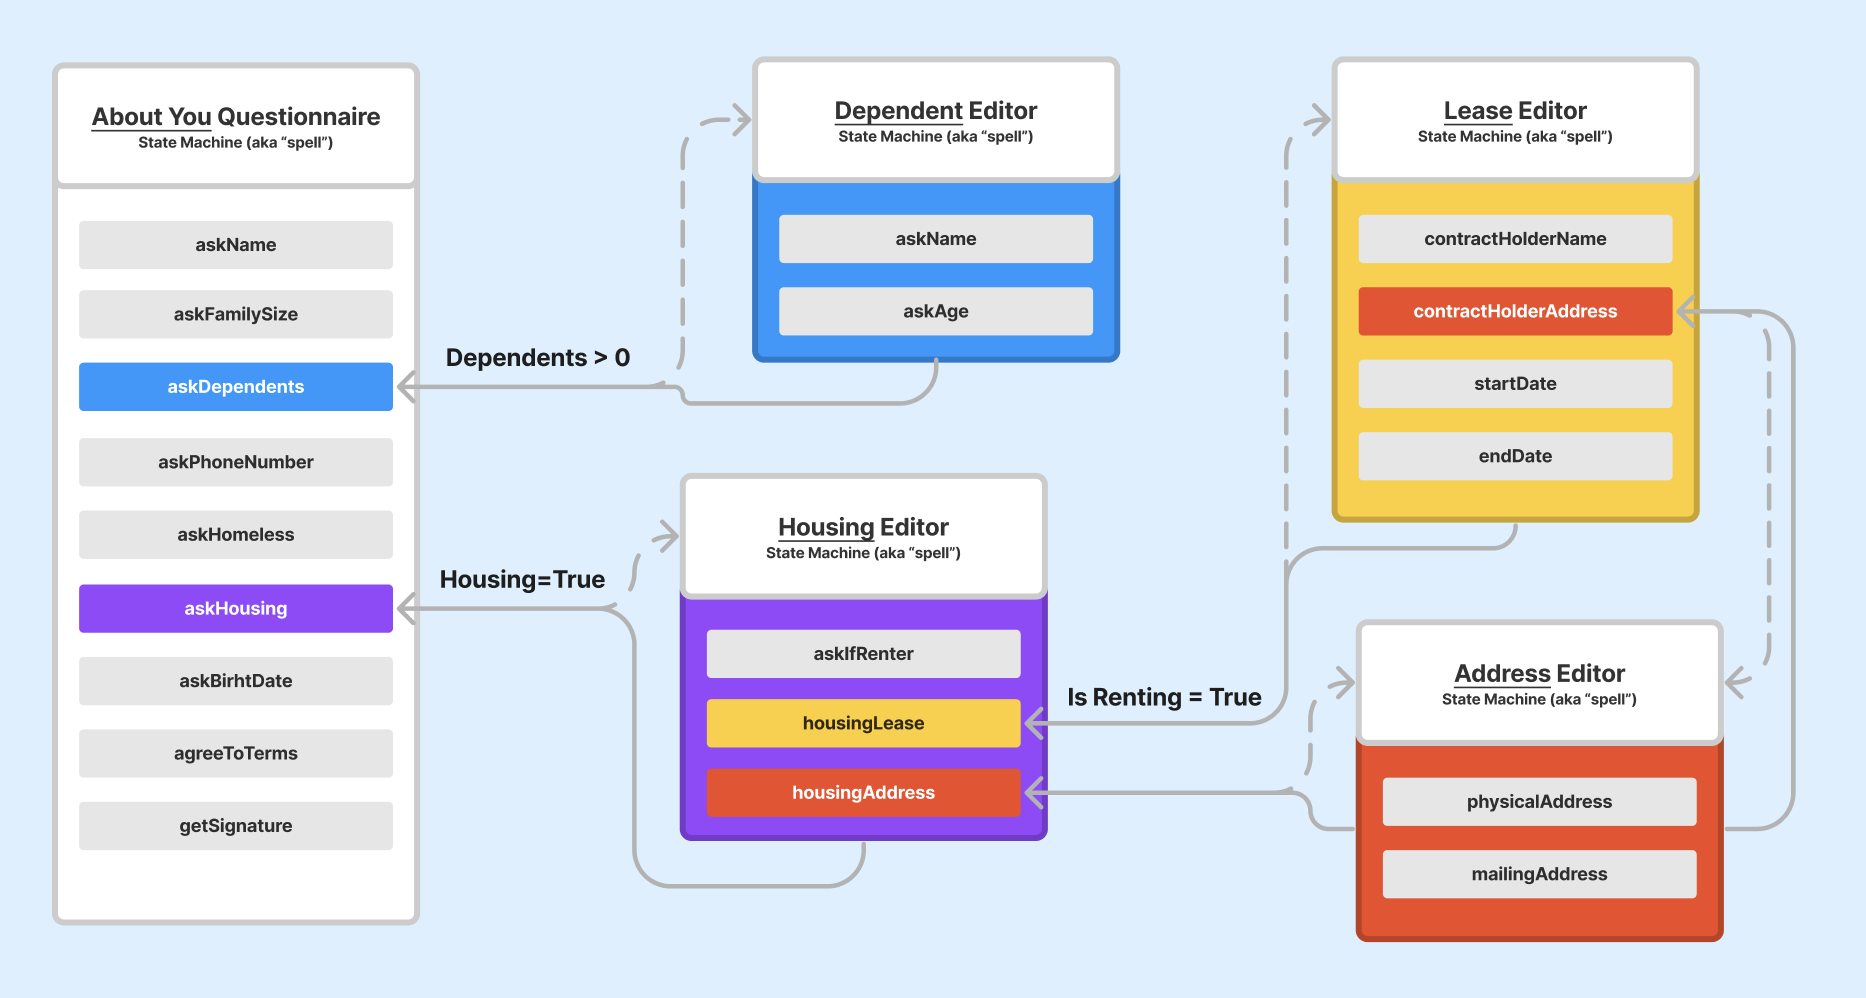 About You Questionnaire
State Machine (aka “spell”)
askName
askFamilySize
askDependents
askPhoneNumber
askHomeless
askHousing
askBirhtDate
agreeToTerms
getSignature
Dependents > 0
Housing=True
Dependent Editor
State Machine (aka “spell”)
askName
askAge
Housing Editor
State Machine (aka “spell”)
askIfRenter
housingLease
housingAddress
Is Renting = True
Lease Editor
State Machine (aka “spell”)
contractHolderName
contractHolderAddress
startDate
endDate
Address Editor
State Machine (aka “spell”)
physicalAddress
mailingAddress